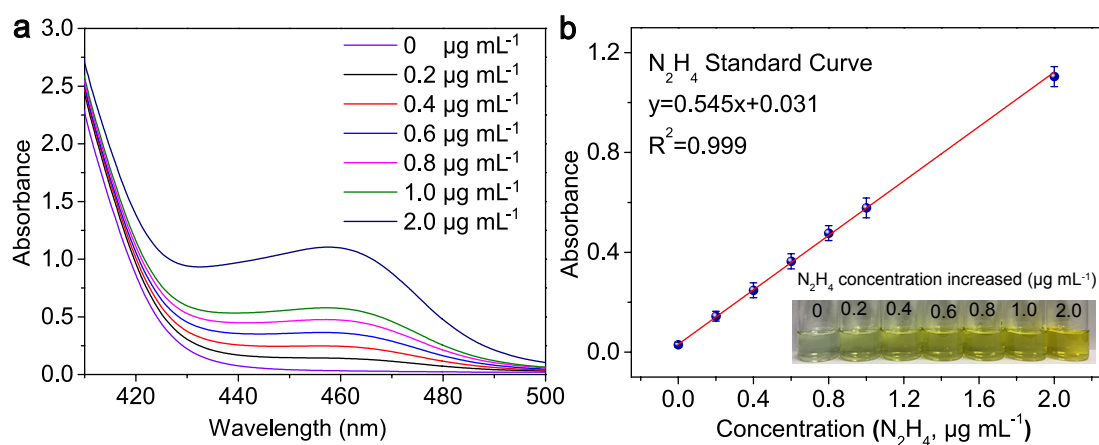 a
3.0
2.5
2.0
1.5
1.0
0.5
0.0
Absorbance
420
440
460
480
500
Wavelength (nm)
0 µg mL⁻¹
0.2 µg mL⁻¹
0.4 µg mL⁻¹
0.6 µg mL⁻¹
0.8 µg mL⁻¹
1.0 µg mL⁻¹
2.0 µg mL⁻¹
b
1.2
0.8
0.4
0.0
Absorbance
N₂H₄ Standard Curve
y=0.545x+0.031
R²=0.999
N₂H₄ concentration increased (µg mL⁻¹)
0 0.2 0.4 0.6 0.8 1.0 2.0
0.0 0.4 0.8 1.2 1.6 2.0
Concentration (N₂H₄, µg mL⁻¹)